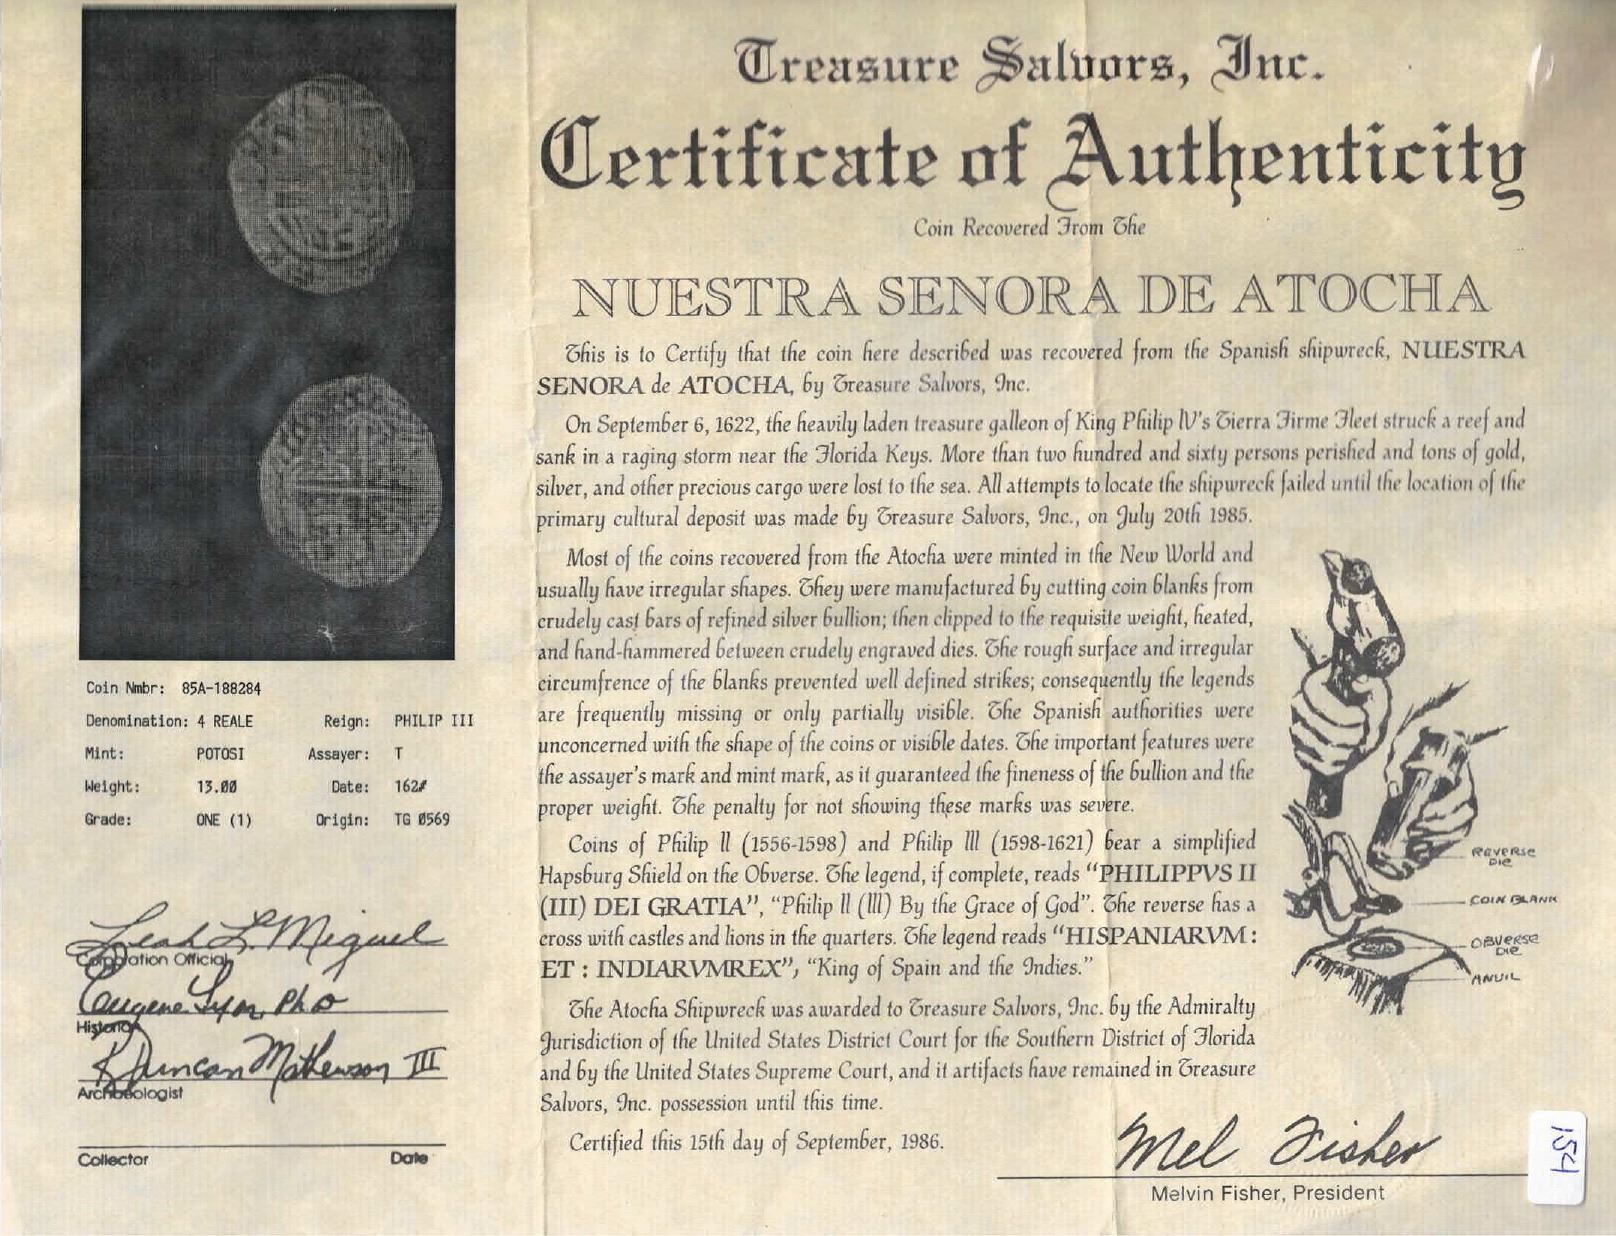 Treasure Salvors, Inc.
Certificate of Authenticity
Coin Recovered From The
NUESTRA SENORA DE ATOCHA
This is to Certify that the coin here described was recovered from the Spanish shipwreck, NUESTRA
SENORA de ATOCHA, by Treasure Salvors, Inc.
On September 6, 1622, the heavily laden treasure galleon of King Philip IV's Tierra Firme Fleet struck a reef and
sank in a raging storm near the Florida Keys. More than two hundred and sixty persons perished and tons of gold,
silver, and other precious cargo were lost to the sea. All attempts to locate the shipwreck failed until the location of the
primary cultural deposit was made by Treasure Salvors, Inc., on July 20th 1985.
Most of the coins recovered from the Atocha were minted in the New World and
usually have irregular shapes. They were manufactured by cutting coin blanks from
crudely cast bars of refined silver bullion; then clipped to the requisite weight, heated,
and hand-hammered between crudely engraved dies. The rough surface and irregular
circumfrence of the blanks prevented well defined strikes; consequently the legends
are frequently missing or only partially visible. The Spanish authorities were
unconcerned with the shape of the coins or visible dates. The important features were
the assayer's mark and mint mark, as it guaranteed the fineness of the bullion and the
proper weight. The penalty for not showing these marks was severe.
Coins of Philip II (1556-1598) and Philip III (1598-1621) bear a simplified
Hapsburg Shield on the Obverse. The legend, if complete, reads "PHILIPPVS II
(III) DEI GRATIA", "Philip II (III) By the Grace of God". The reverse has a
cross with castles and lions in the quarters. The legend reads "HISPANIARVM :
ET : INDIARVMREX", "King of Spain and the Indies."
The Atocha Shipwreck was awarded to Treasure Salvors, Inc. by the Admiralty
Jurisdiction of the United States District Court for the Southern District of Florida
and by the United States Supreme Court, and it artifacts have remained in Treasure
Salvors, Inc. possession until this time.
Certified this 15th day of September, 1986.
Mel Fisher
Melvin Fisher, President
REVERSE
DIE
COIN BLANK
OBVERSE
DIE
ANVIL
Coin Nmbr: 85A-188284
Denomination: 4 REALE Reign: PHILIP III
Mint: POTOSI Assayer: T
Weight: 13.00 Date: 162#
Grade: ONE (1) Origin: TG 0569
Leah L. Miguel
Corporation Official
Eugene Lyon, PhD
Historian
R Duncan Mathewson III
Archaeologist
Collector Date
154